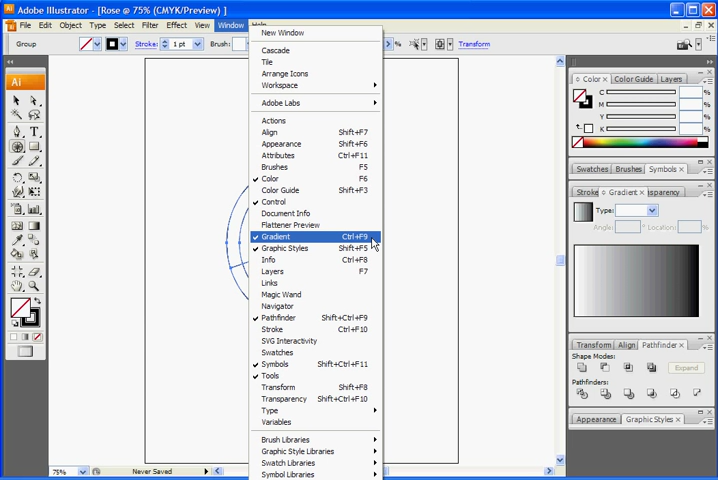 Adobe Illustrator - [Rose @ 75% (CMYK/Preview) ]
File Edit Object Type Select Filter Effect View Window Help
Group Stroke: 1 pt Brush: % Transform
Ai
New Window
Cascade
Tile
Arrange Icons
Workspace
Adobe Labs
Actions
Align Shift+F7
Appearance Shift+F6
Attributes Ctrl+F11
Brushes F5
Color F6
Color Guide Shift+F3
Control
Document Info
Flattener Preview
Gradient Ctrl+F9
Graphic Styles Shift+F5
Info Ctrl+F8
Layers F7
Links
Magic Wand
Navigator
Pathfinder Shift+Ctrl+F9
Stroke Ctrl+F10
SVG Interactivity
Swatches
Symbols Shift+Ctrl+F11
Tools
Transform Shift+F8
Transparency Shift+Ctrl+F10
Type
Variables
Brush Libraries
Graphic Style Libraries
Swatch Libraries
Symbol Libraries
Color Color Guide Layers
C %
M %
Y %
K %
Swatches Brushes Symbols
Stroke Gradient sparency
Type:
Angle: Location: %
Transform Align Pathfinder
Shape Modes:
Expand
Pathfinders:
Appearance Graphic Styles
75% Never Saved